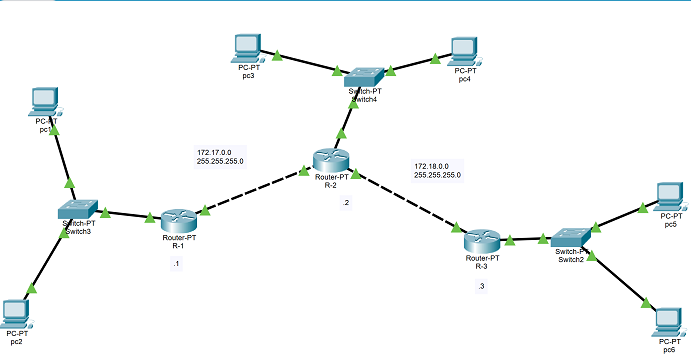 PC-PT
pc3
PC-PT
pc4
Switch-PT
Switch4
PC-PT
pc1
172.17.0.0
255.255.255.0
172.18.0.0
255.255.255.0
Router-PT
R-2
.2
PC-PT
pc5
Switch-PT
Switch3
Router-PT
R-1
.1
Router-PT
R-3
.3
Switch-PT
Switch2
PC-PT
pc2
PC-PT
pc6